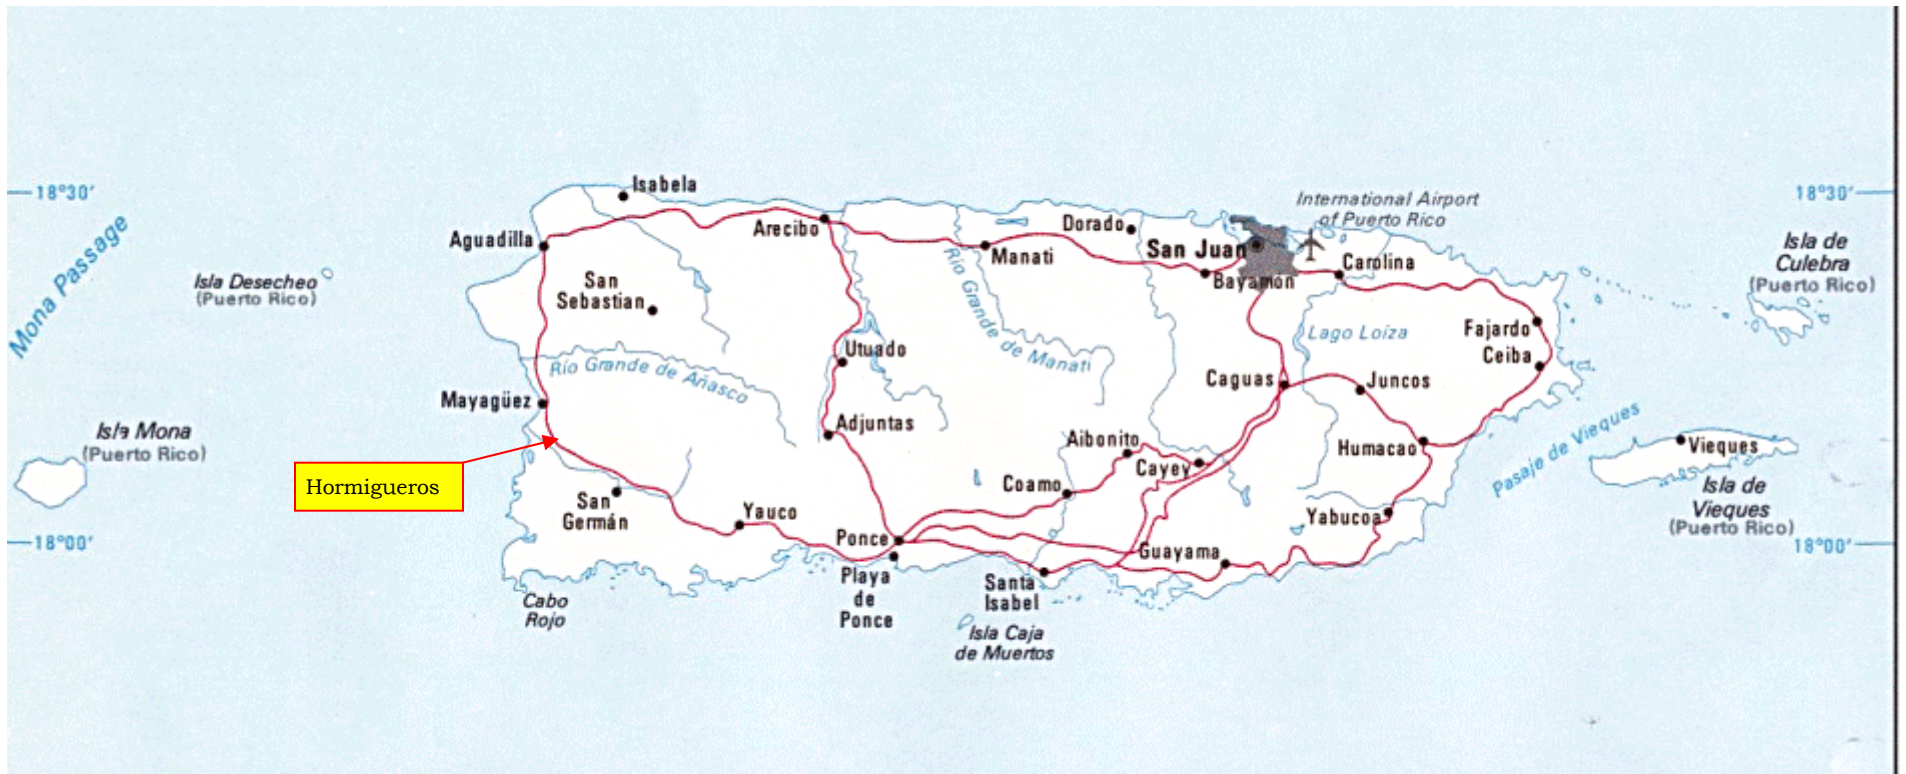 Isabela
International Airport
of Puerto Rico
18°30'
18°30'
Mona Passage
Aguadilla
Arecibo
Dorado
San Juan
Manati
Bayamón
Carolina
Isla de
Culebra
(Puerto Rico)
Isla Desecheo
(Puerto Rico)
San
Sebastian
Río Grande de Manati
Lago Loíza
Fajardo
Ceiba
Utuado
Río Grande de Añasco
Caguas
Juncos
Mayagüez
Adjuntas
Isla Mona
(Puerto Rico)
Aibonito
Cayey
Humacao
Pasaje de Vieques
Vieques
Hormigueros
Coamo
Isla de
Vieques
(Puerto Rico)
San
Germán
Yauco
Yabucoa
18°00'
Ponce
Guayama
18°00'
Playa
de
Ponce
Santa
Isabel
Cabo
Rojo
Isla Caja
de Muertos